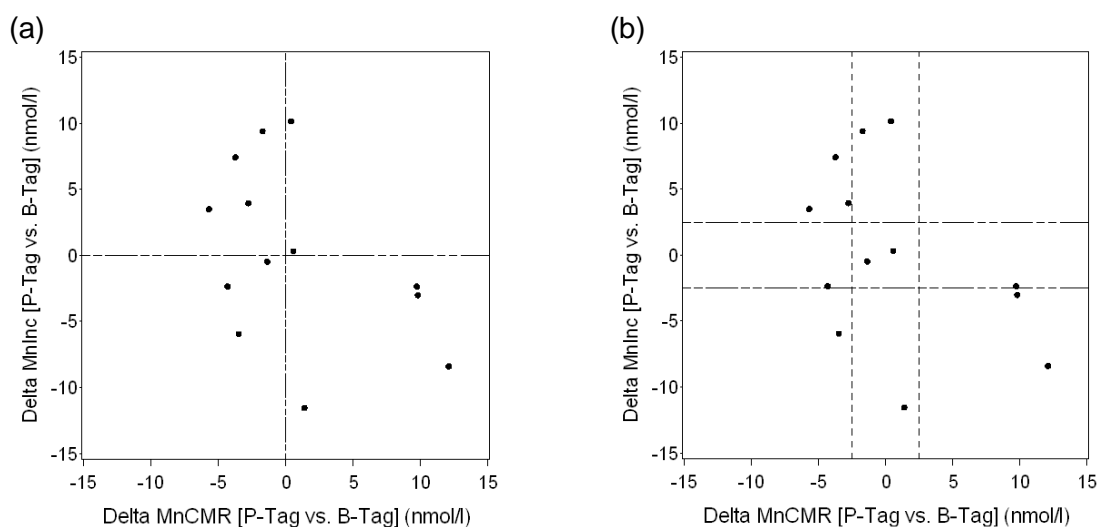 (a)
Delta MnInc [P-Tag vs. B-Tag] (nmol/l)
15
10
5
0
-5
-10
-15
-15 -10 -5 0 5 10 15
Delta MnCMR [P-Tag vs. B-Tag] (nmol/l)
(b)
Delta MnInc [P-Tag vs. B-Tag] (nmol/l)
15
10
5
0
-5
-10
-15
-15 -10 -5 0 5 10 15
Delta MnCMR [P-Tag vs. B-Tag] (nmol/l)